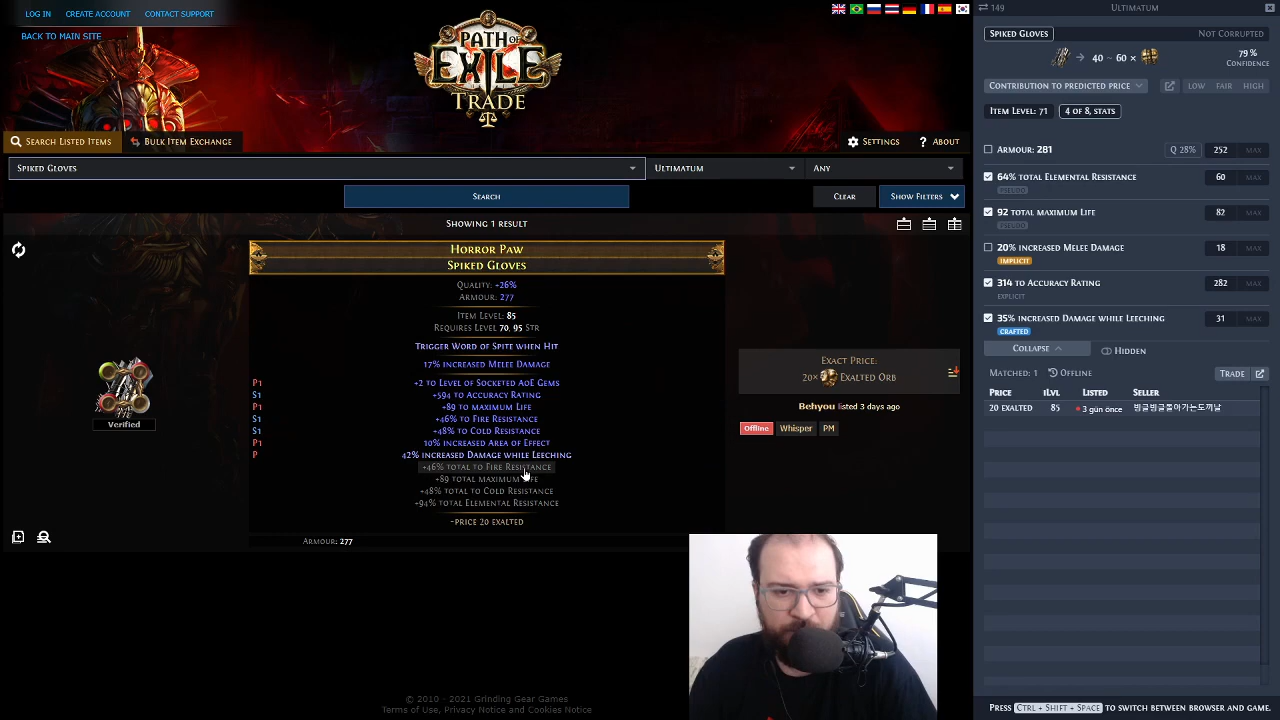 LOG IN
CREATE ACCOUNT
CONTACT SUPPORT
BACK TO MAIN SITE
PATH OF
EXILE
TRADE
Search Listed Items
Bulk Item Exchange
Settings
? About
Spiked Gloves
Ultimatum
Any
Search
Clear
Show Filters
Showing 1 result
Horror Paw
Spiked Gloves
Quality: +26%
Armour: 277
Item Level: 85
Requires Level 70, 95 Str
Trigger Word of Spite when Hit
17% increased Melee Damage
P1 +2 to Level of Socketed AoE Gems
S1 +594 to Accuracy Rating
P1 +89 to maximum Life
S1 +46% to Fire Resistance
S1 +48% to Cold Resistance
P1 10% increased Area of Effect
P 42% increased Damage while Leeching
+46% total to Fire Resistance
+89 total maximum Life
+48% total to Cold Resistance
+94% total Elemental Resistance
~price 20 exalted
Armour: 277
Verified
Exact Price:
20× Exalted Orb
Behyou listed 3 days ago
Offline Whisper PM
© 2010 - 2021 Grinding Gear Games
Terms of Use, Privacy Notice and Cookies Notice
149
Ultimatum
Spiked Gloves
Not Corrupted
40 ~ 60 ×
79 %
Confidence
Contribution to predicted price
Low Fair High
Item Level: 71
4 of 8, stats
Armour: 281 Q 28% 252 MAX
64% total Elemental Resistance 60 MAX
PSEUDO
92 total maximum Life 82 MAX
PSEUDO
20% increased Melee Damage 18 MAX
IMPLICIT
314 to Accuracy Rating 282 MAX
EXPLICIT
35% increased Damage while Leeching 31 MAX
CRAFTED
Collapse
Hidden
Matched: 1
Offline
Trade
Price iLvl Listed Seller
20 exalted 85 3 gün önce
Press Ctrl + Shift + Space to switch between browser and game.